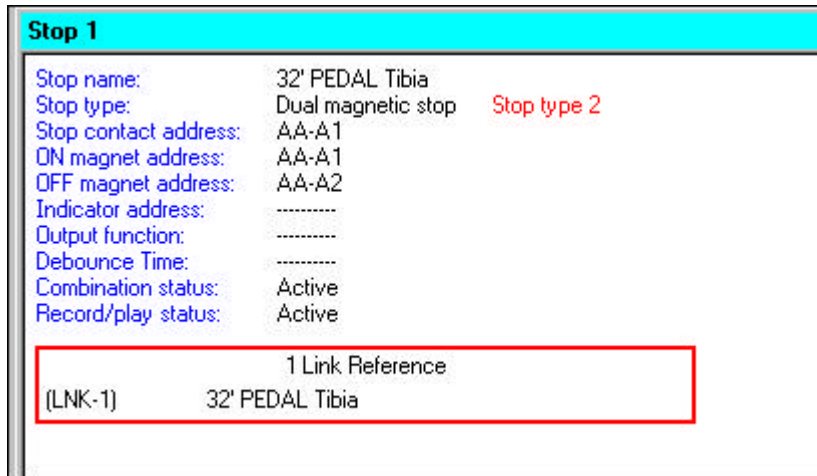 Stop 1
Stop name: 32' PEDAL Tibia
Stop type: Dual magnetic stop Stop type 2
Stop contact address: AA-A1
ON magnet address: AA-A1
OFF magnet address: AA-A2
Indicator address: ---------
Output function: ---------
Debounce Time: ---------
Combination status: Active
Record/play status: Active
1 Link Reference
(LNK-1) 32' PEDAL Tibia